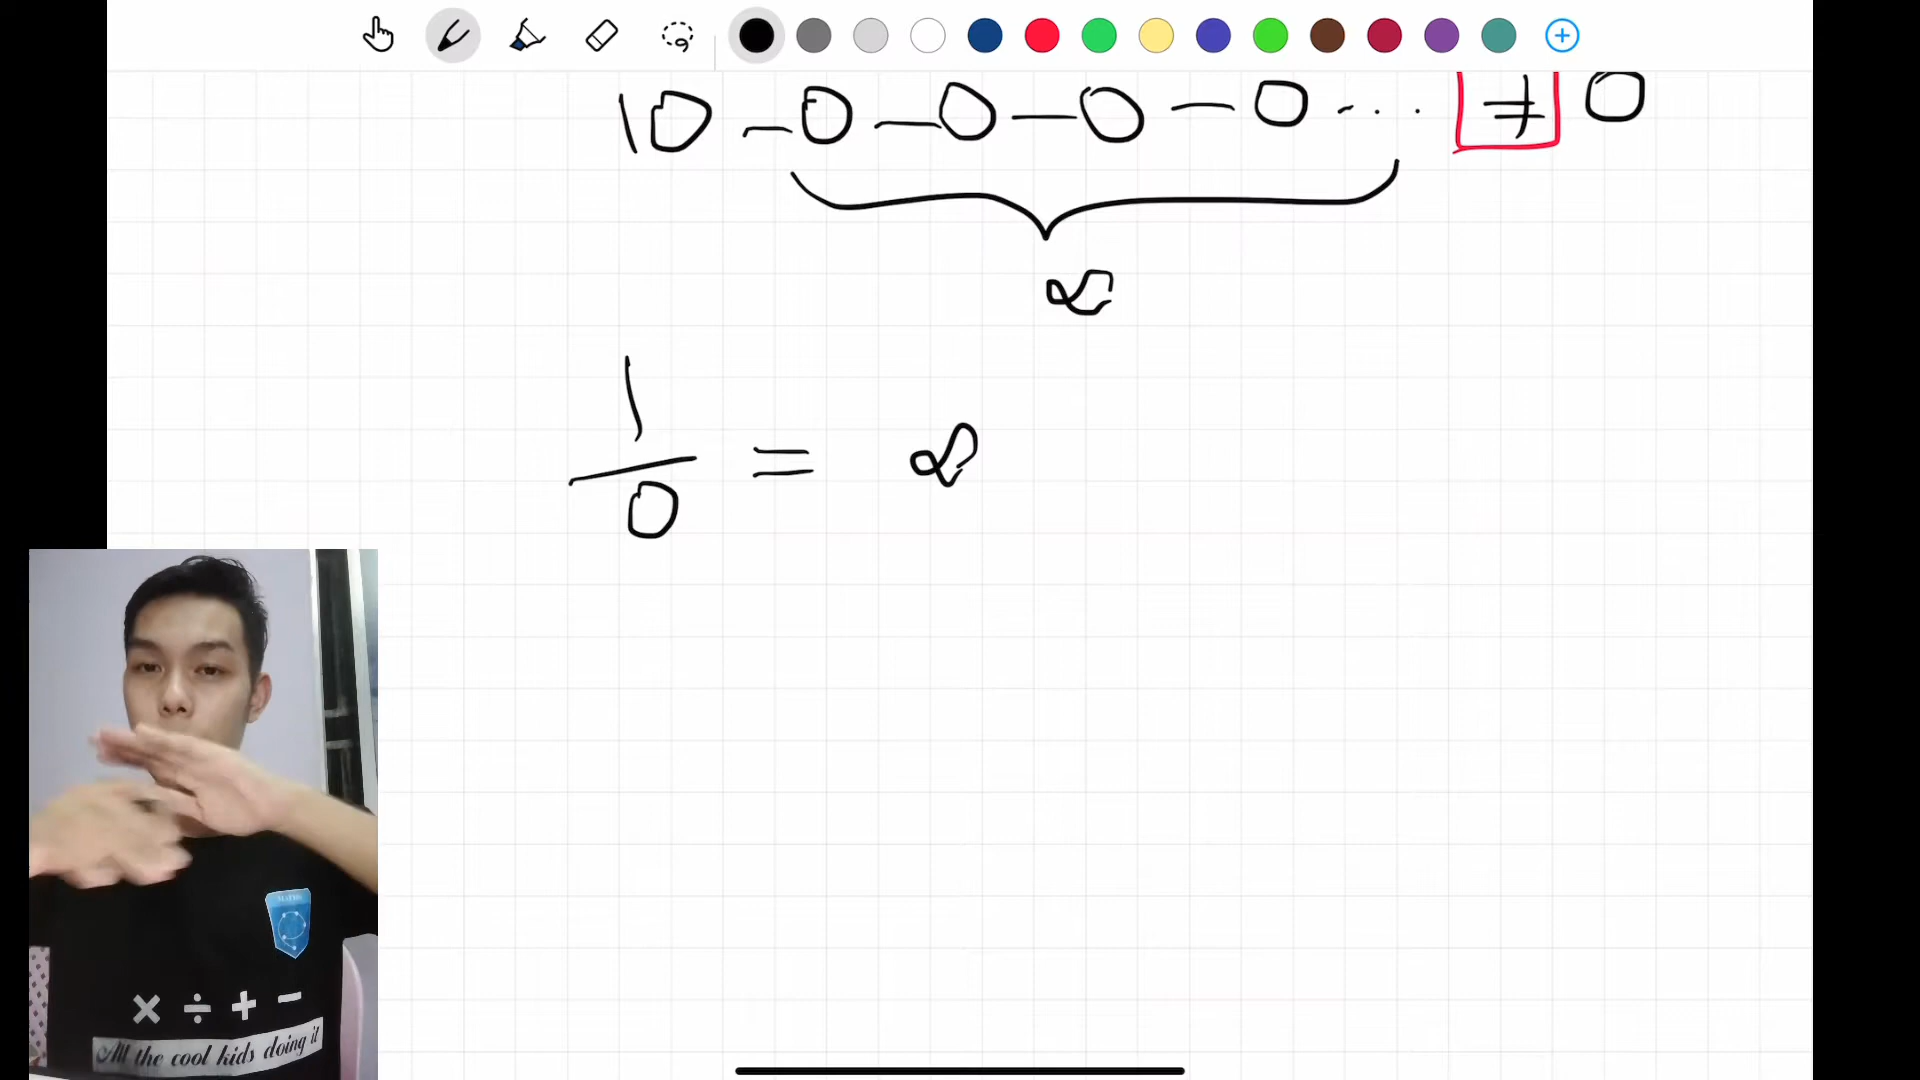 10 - 0 - 0 - 0 - 0 - ... ≠ 0
∞
1/0 = ∞
× ÷ + -
All the cool kids doing it